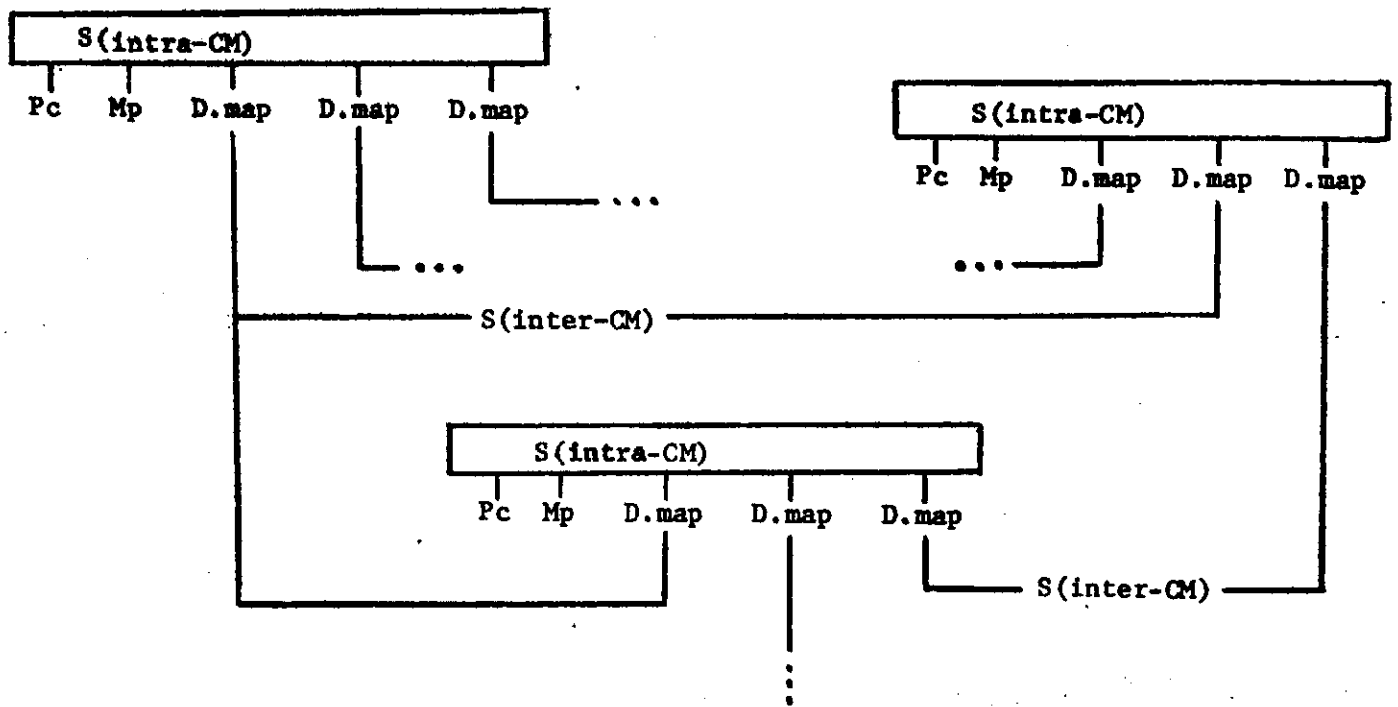 S(intra-CM)
Pc Mp D.map D.map D.map
S(intra-CM)
Pc Mp D.map D.map D.map
...
... ...
S(inter-CM)
S(intra-CM)
Pc Mp D.map D.map D.map
S(inter-CM)
...